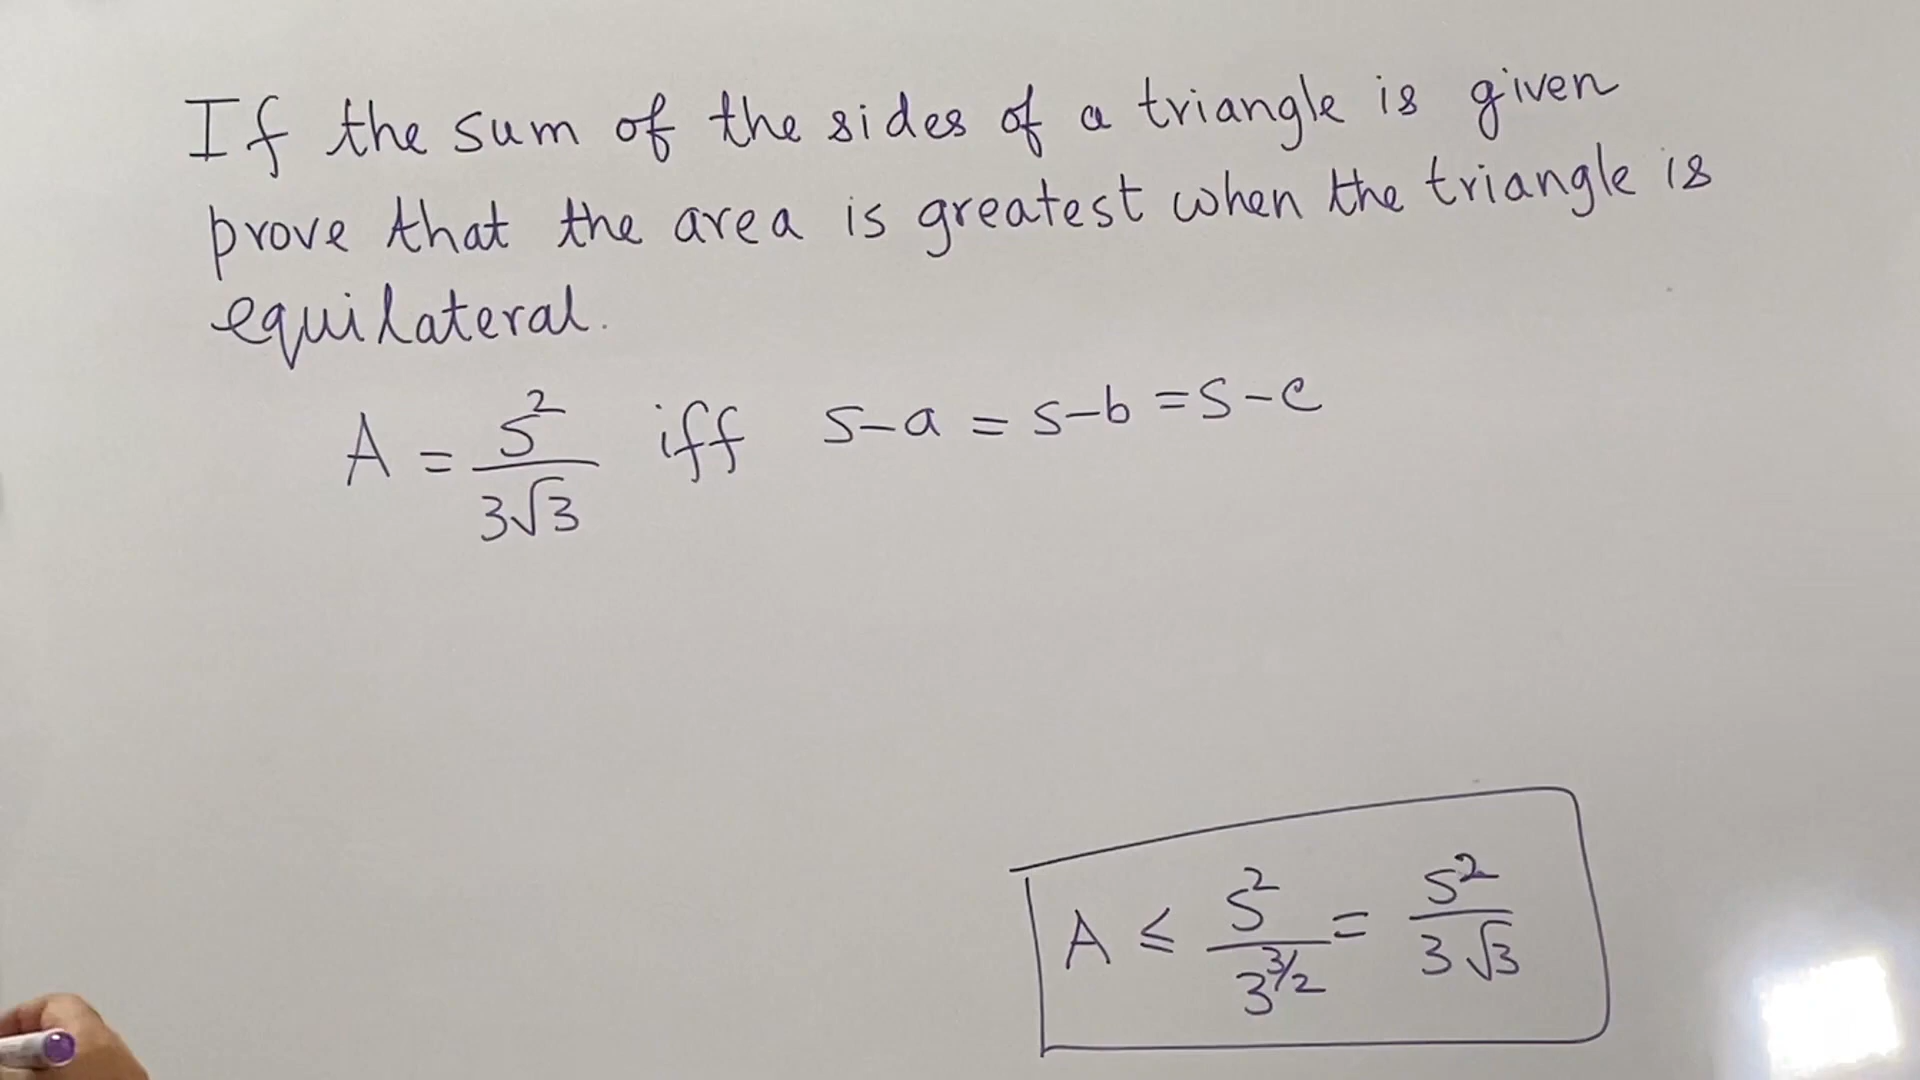 If the sum of the sides of a triangle is given
prove that the area is greatest when the triangle is
equilateral.
A = s²/3√3 iff s-a = s-b = s-c
A ≤ s²/3^{3/2} = s²/3√3